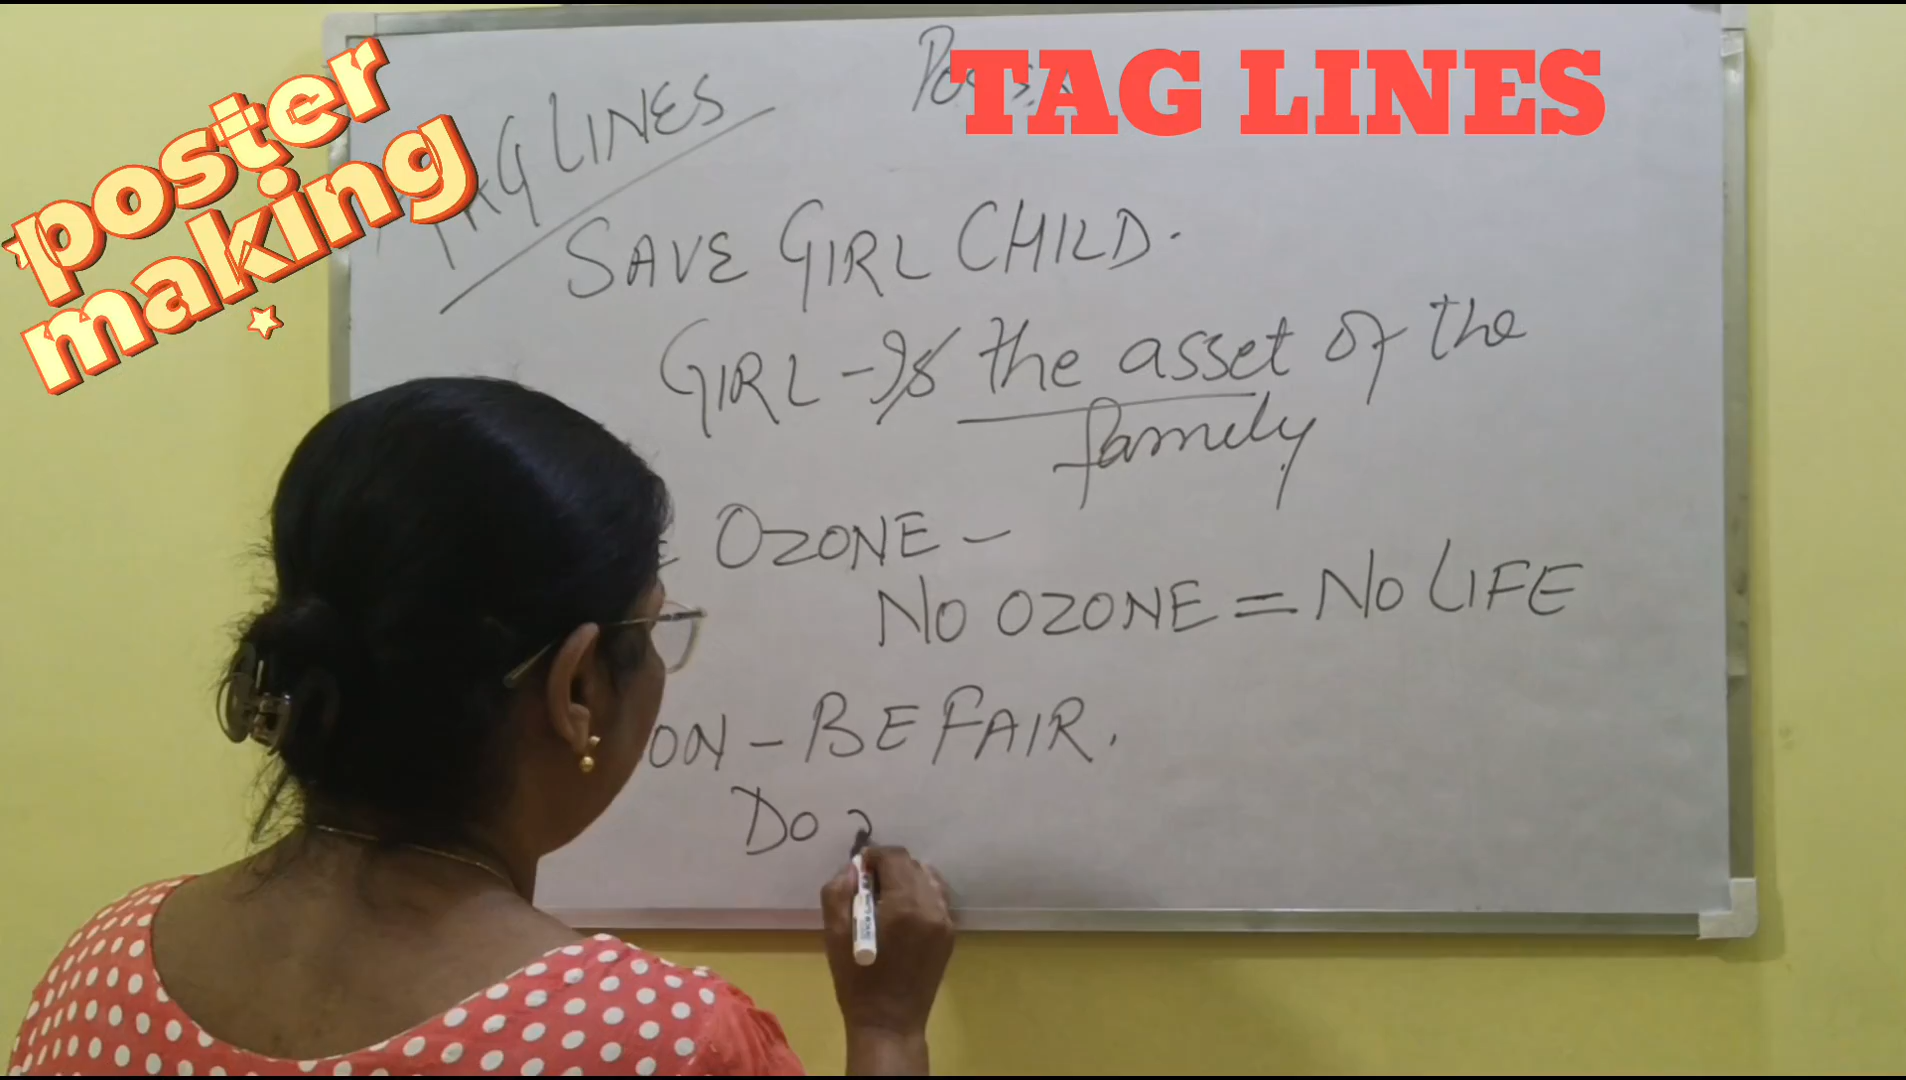 poster
making
TAG LINES
TAG LINES
SAVE GIRL CHILD.
GIRL - Is the asset of the
family
OZONE -
NO OZONE = NO LIFE
ON - BE FAIR.
DO